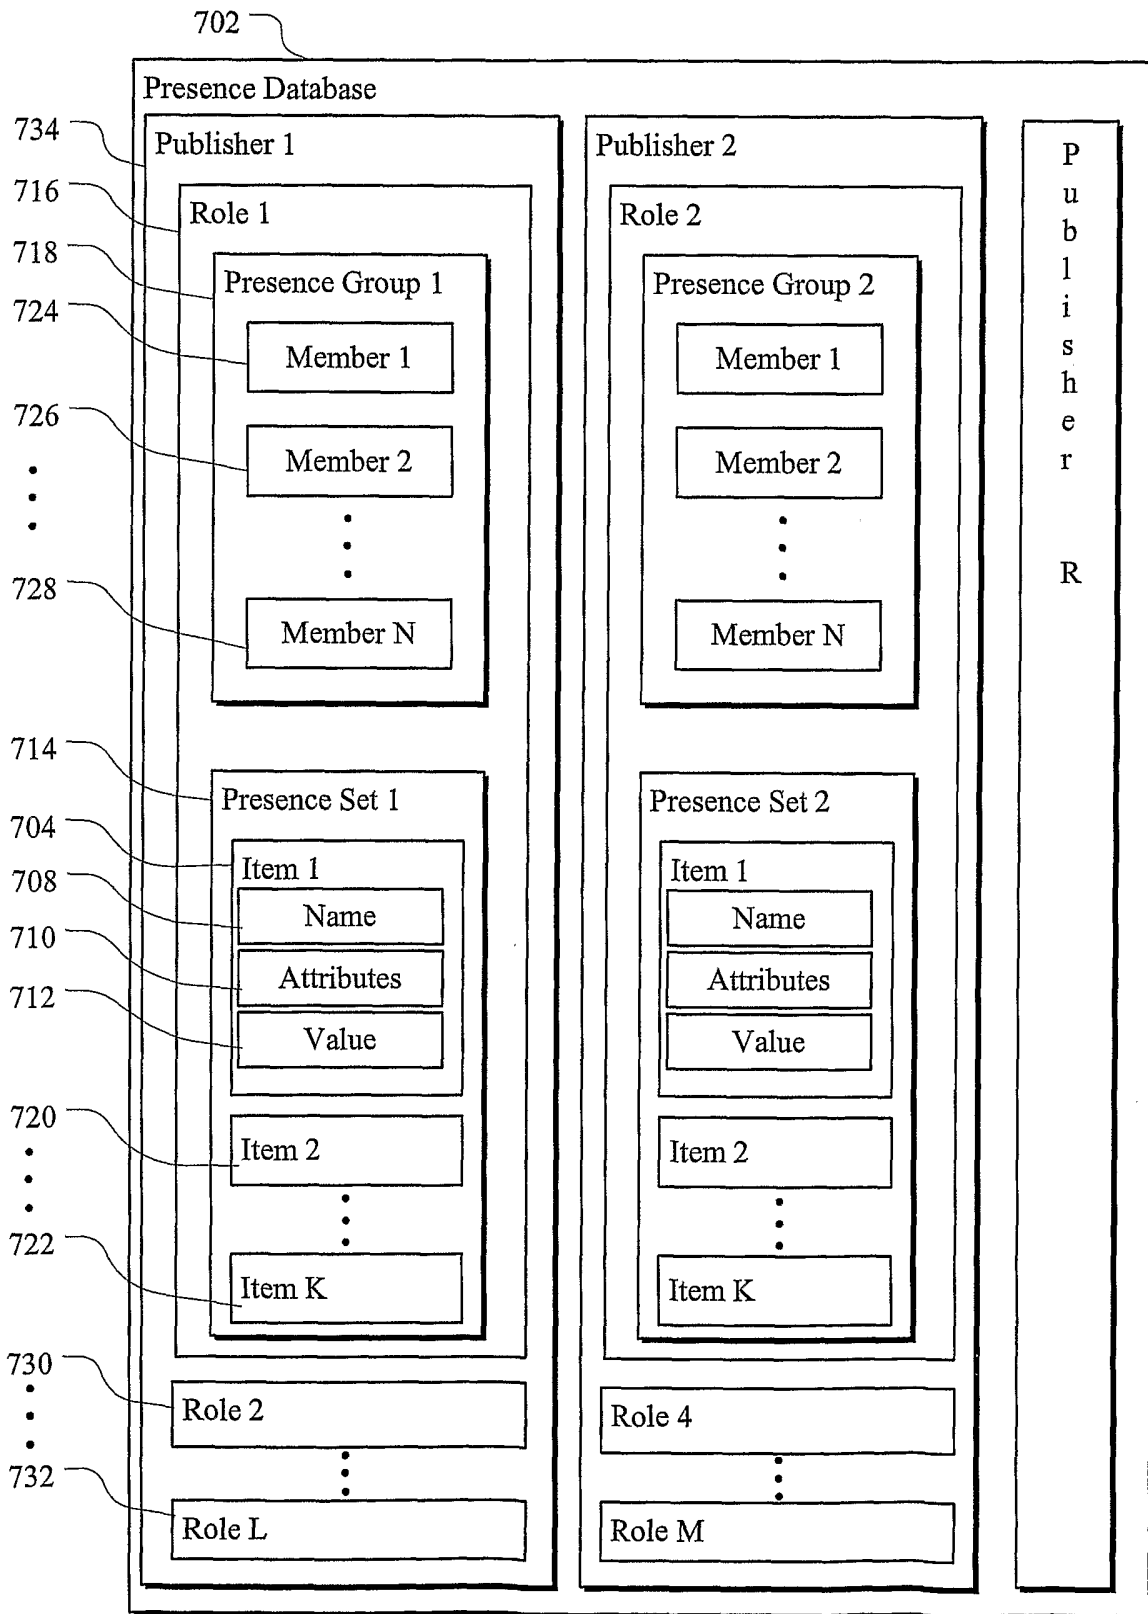 702
Presence Database
734
Publisher 1
716
Role 1
718
Presence Group 1
724
Member 1
726
Member 2
728
Member N
714
Presence Set 1
704
Item 1
708
Name
710
Attributes
712
Value
720
Item 2
722
Item K
730
Role 2
732
Role L
Publisher 2
Role 2
Presence Group 2
Member 1
Member 2
Member N
Presence Set 2
Item 1
Name
Attributes
Value
Item 2
Item K
Role 4
Role M
P
u
b
l
i
s
h
e
r
R